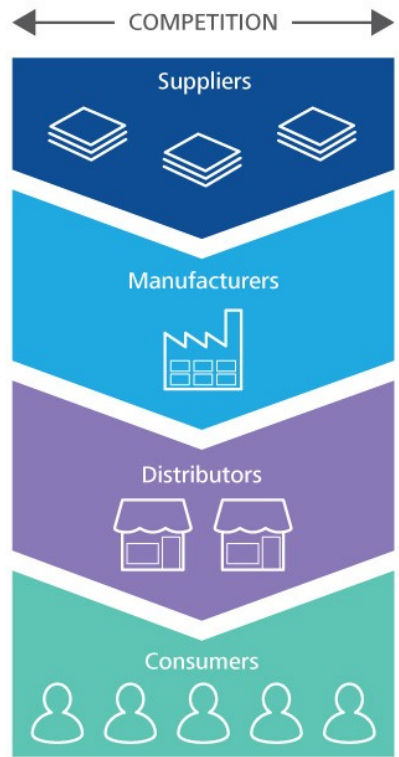 COMPETITION
Suppliers
Manufacturers
Distributors
Consumers